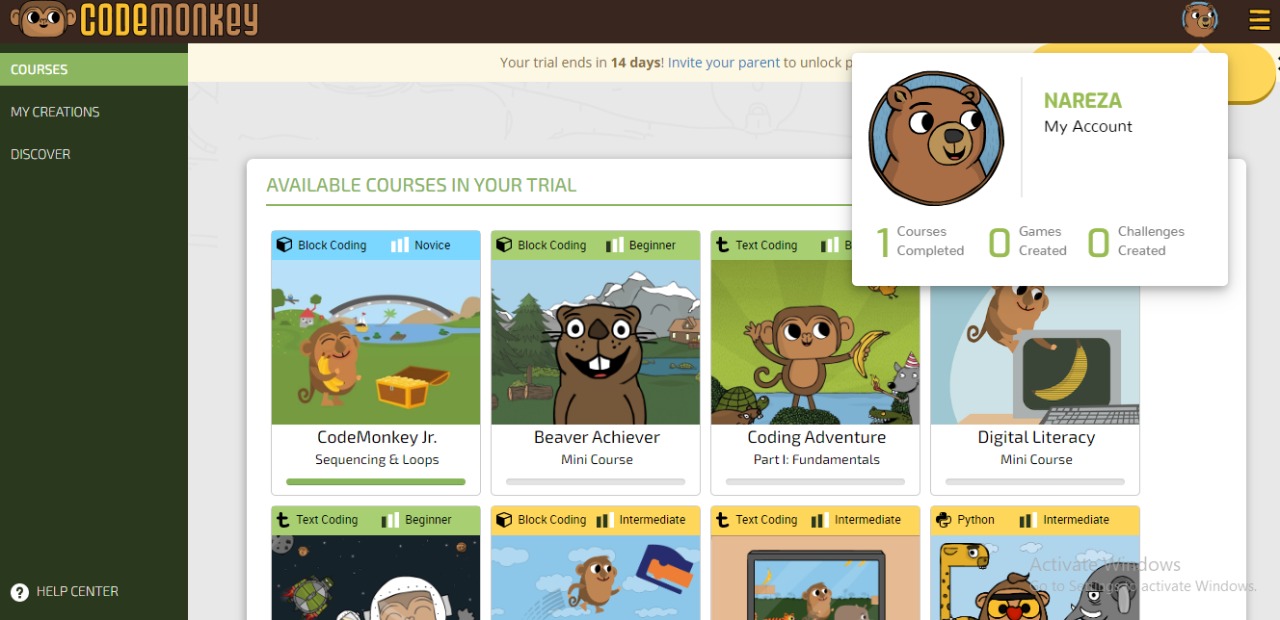 CODEMONKEY
COURSES
MY CREATIONS
DISCOVER
HELP CENTER
Your trial ends in 14 days! Invite your parent to unlock
NAREZA
My Account
1 Courses Completed
0 Games Created
0 Challenges Created
AVAILABLE COURSES IN YOUR TRIAL
Block Coding Novice
CodeMonkey Jr.
Sequencing & Loops
Block Coding Beginner
Beaver Achiever
Mini Course
Text Coding
Coding Adventure
Part I: Fundamentals
Digital Literacy
Mini Course
Text Coding Beginner
Block Coding Intermediate
Text Coding Intermediate
Python Intermediate
Activate Windows
Go to Settings to activate Windows.